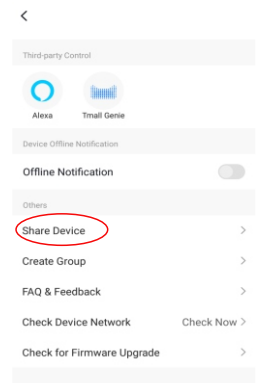 Third-party Control
Alexa
Tmall Genie
Device Offline Notification
Offline Notification
Others
Share Device
Create Group
FAQ & Feedback
Check Device Network Check Now
Check for Firmware Upgrade